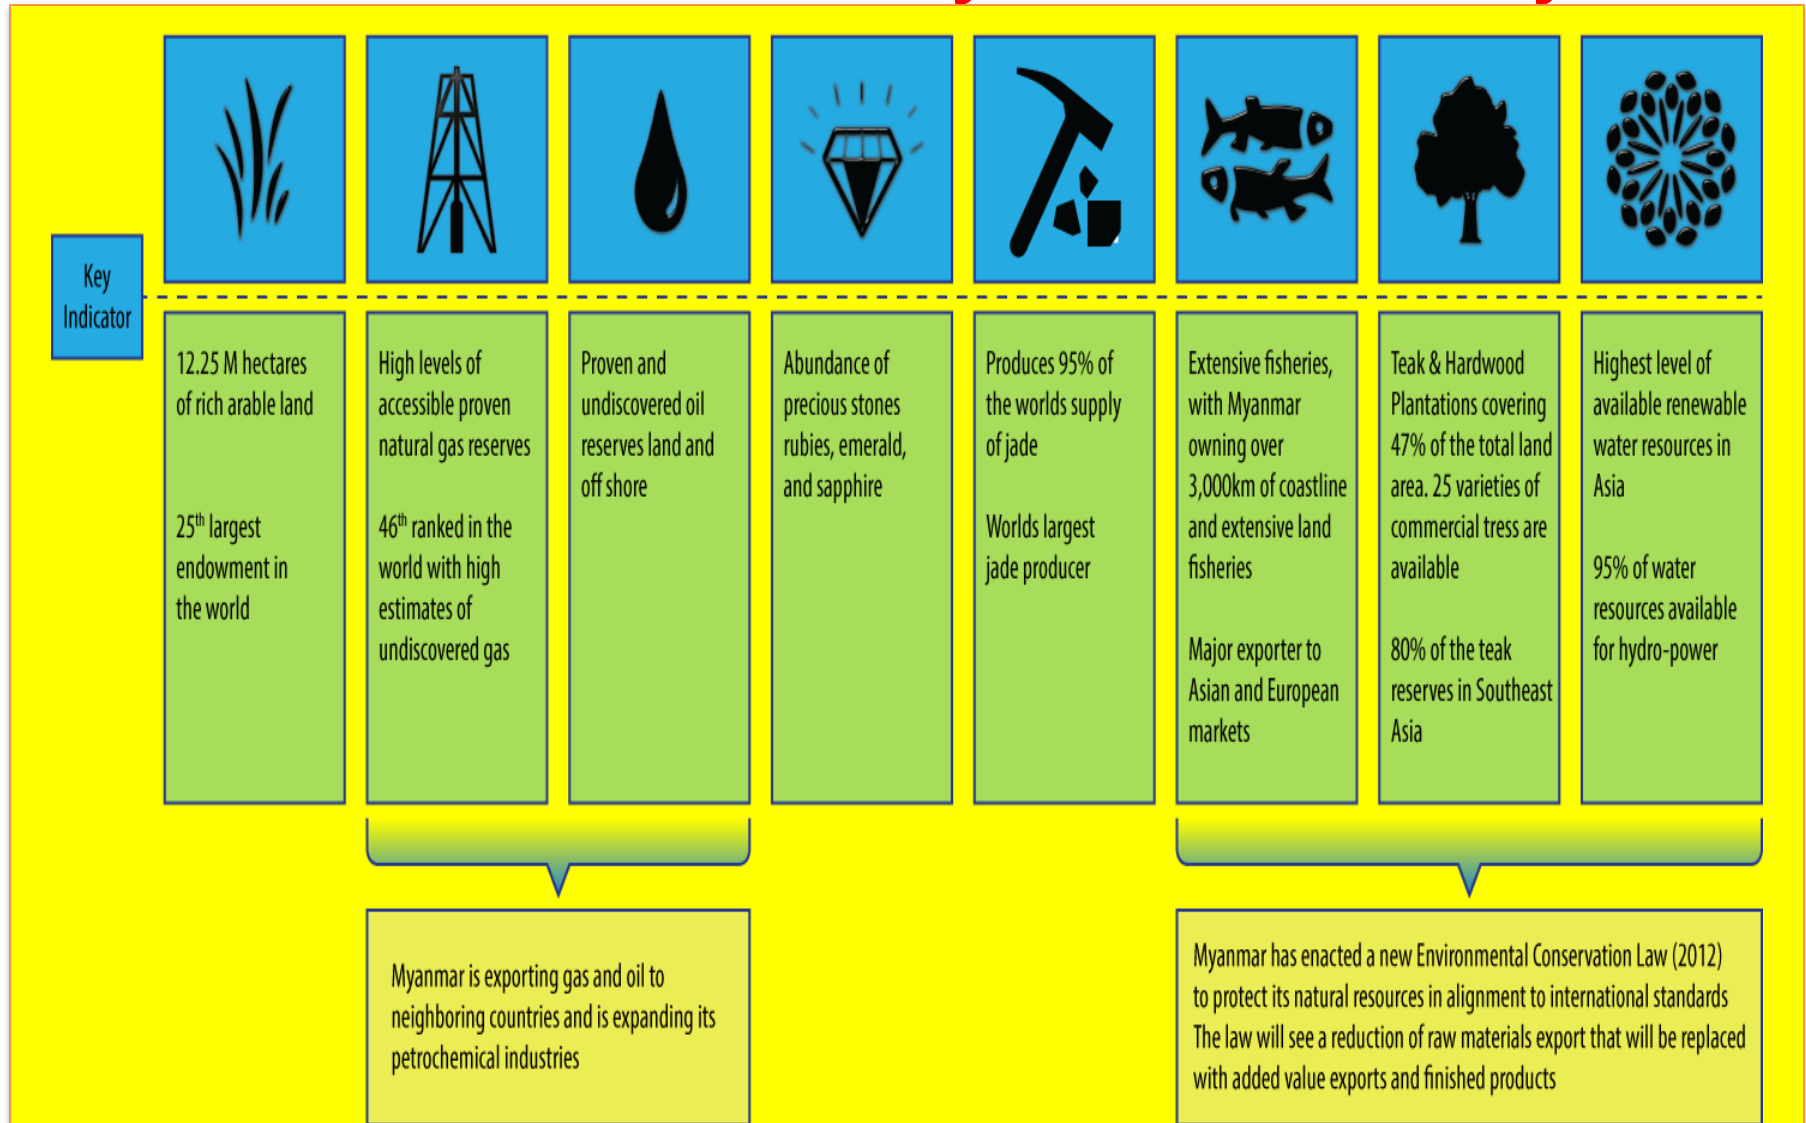 Key
Indicator
12.25 M hectares
of rich arable land
25th largest
endowment in
the world
High levels of
accessible proven
natural gas reserves
46th ranked in the
world with high
estimates of
undiscovered gas
Proven and
undiscovered oil
reserves land and
off shore
Abundance of
precious stones
rubies, emerald,
and sapphire
Produces 95% of
the worlds supply
of jade
Worlds largest
jade producer
Extensive fisheries,
with Myanmar
owning over
3,000km of coastline
and extensive land
fisheries
Major exporter to
Asian and European
markets
Teak & Hardwood
Plantations covering
47% of the total land
area. 25 varieties of
commercial tress are
available
80% of the teak
reserves in Southeast
Asia
Highest level of
available renewable
water resources in
Asia
95% of water
resources available
for hydro-power
Myanmar is exporting gas and oil to
neighboring countries and is expanding its
petrochemical industries
Myanmar has enacted a new Environmental Conservation Law (2012)
to protect its natural resources in alignment to international standards
The law will see a reduction of raw materials export that will be replaced
with added value exports and finished products